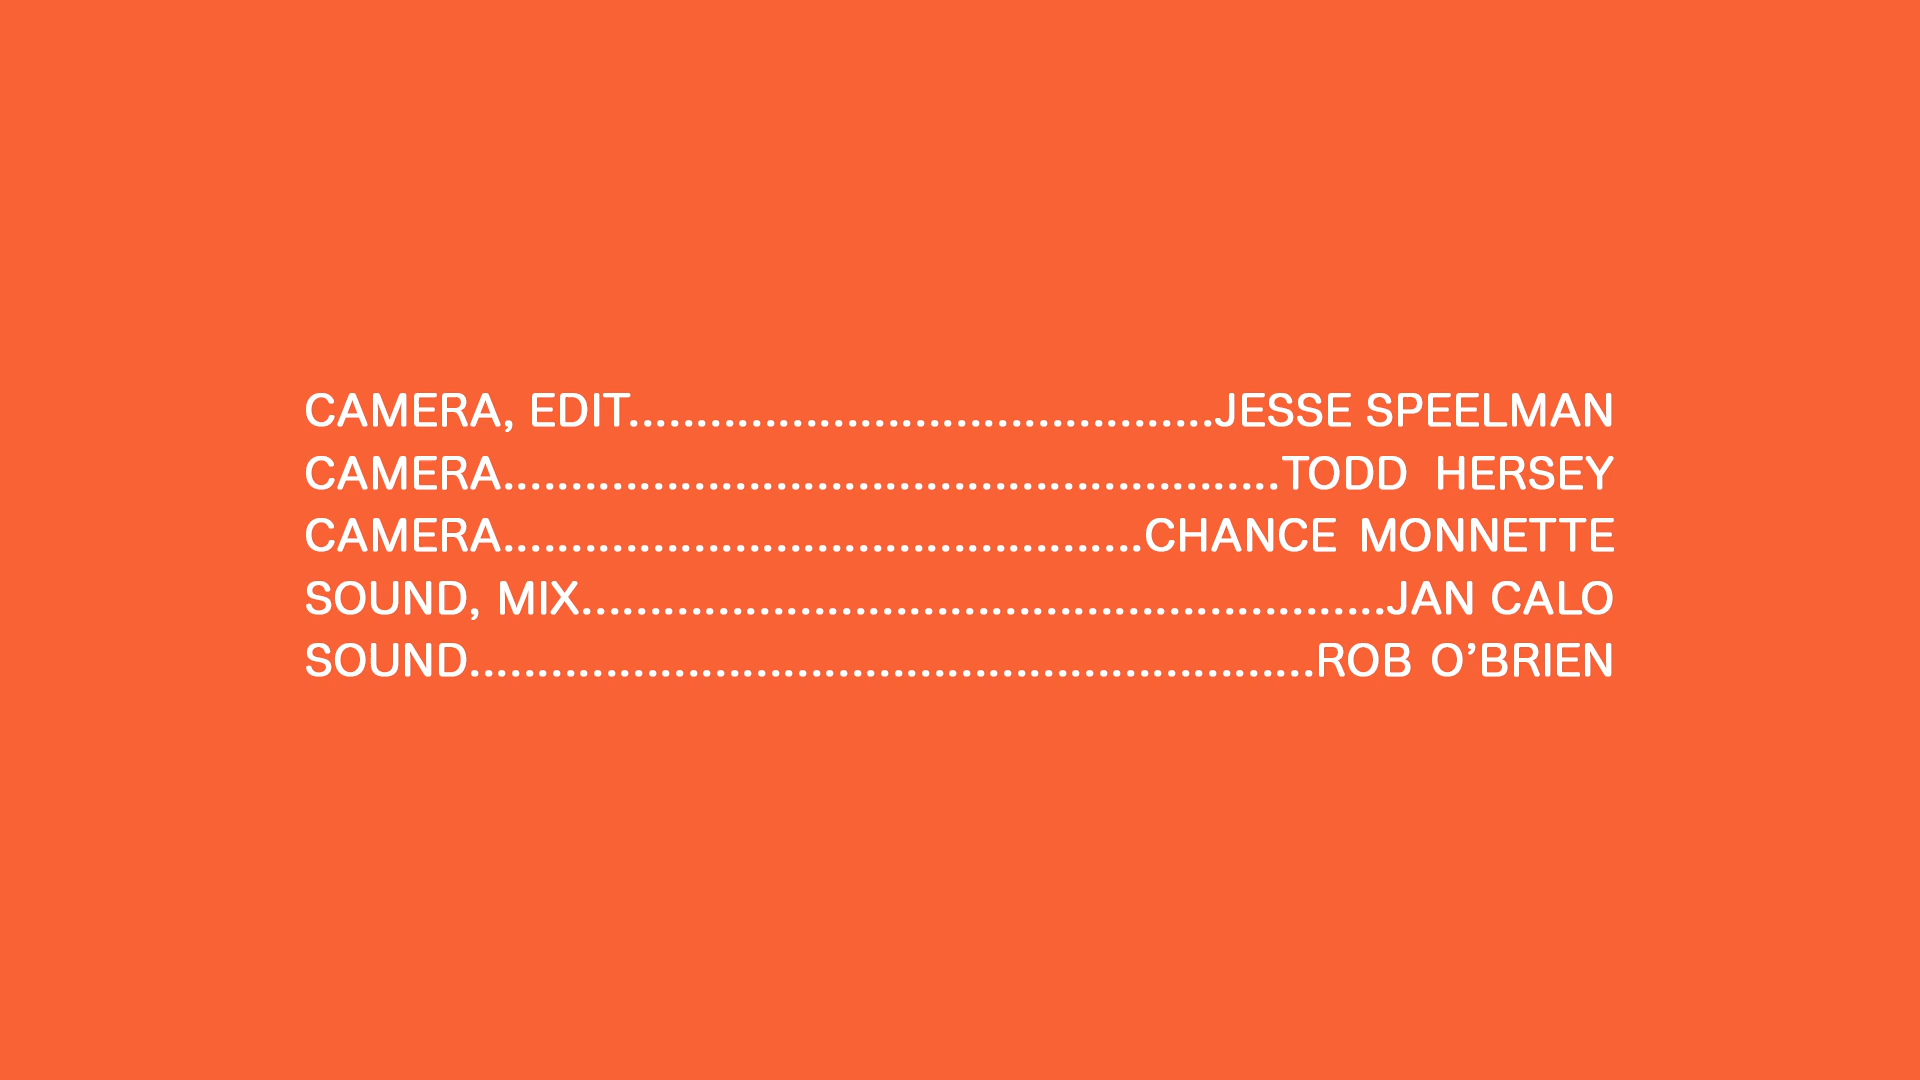 CAMERA, EDIT...........................................JESSE SPEELMAN
CAMERA.........................................................TODD HERSEY
CAMERA...............................................CHANCE MONNETTE
SOUND, MIX...........................................................JAN CALO
SOUND..............................................................ROB O’BRIEN